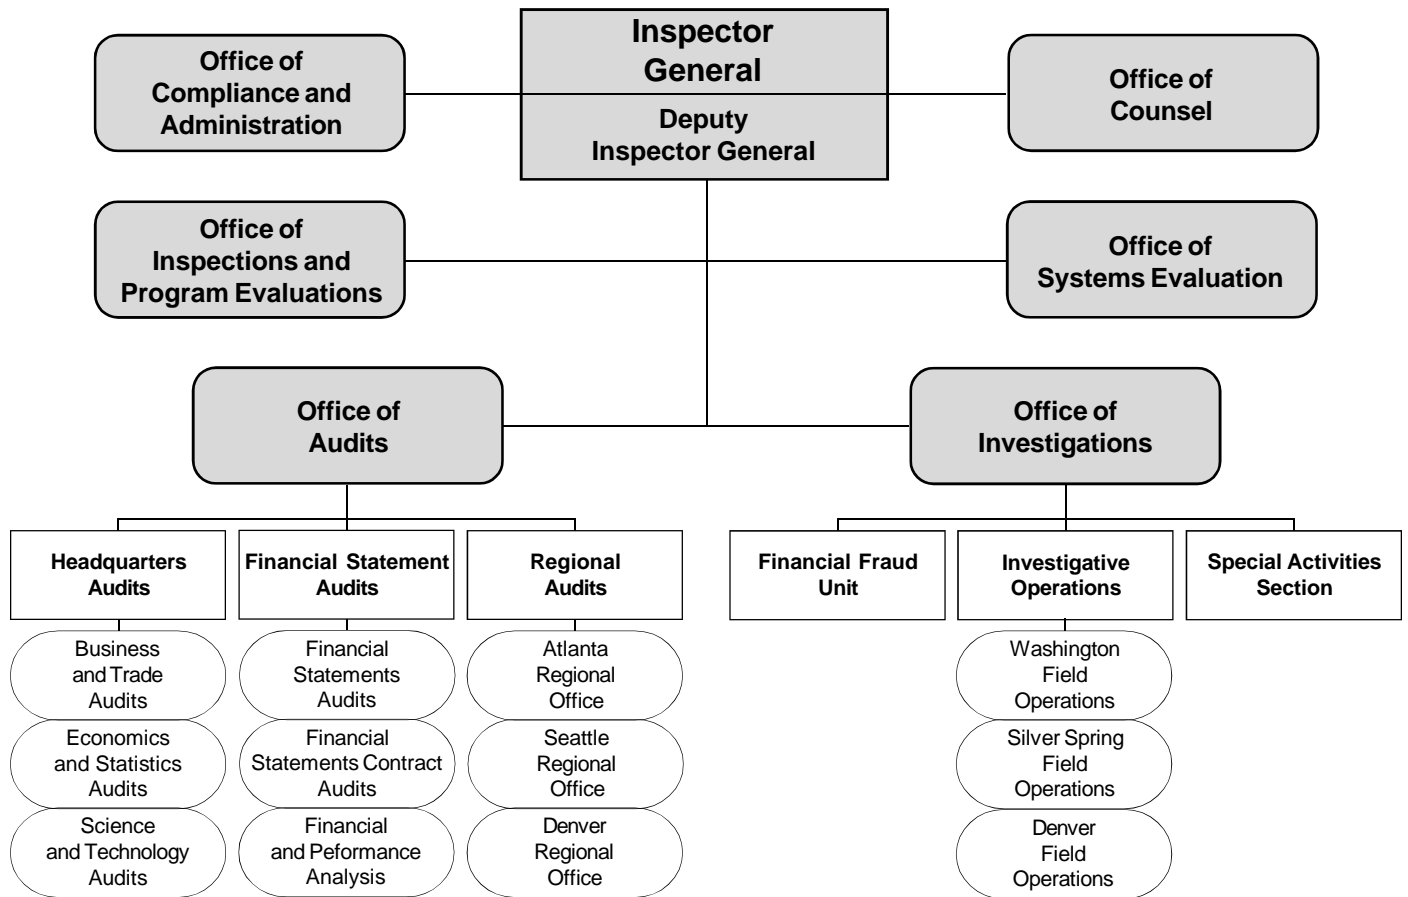 Inspector
General
Deputy
Inspector General
Office of
Compliance and
Administration
Office of
Counsel
Office of
Inspections and
Program Evaluations
Office of
Systems Evaluation
Office of
Audits
Office of
Investigations
Headquarters
Audits
Financial Statement
Audits
Regional
Audits
Financial Fraud
Unit
Investigative
Operations
Special Activities
Section
Business
and Trade
Audits
Financial
Statements
Audits
Atlanta
Regional
Office
Washington
Field
Operations
Economics
and Statistics
Audits
Financial
Statements Contract
Audits
Seattle
Regional
Office
Silver Spring
Field
Operations
Science
and Technology
Audits
Financial
and Peformance
Analysis
Denver
Regional
Office
Denver
Field
Operations